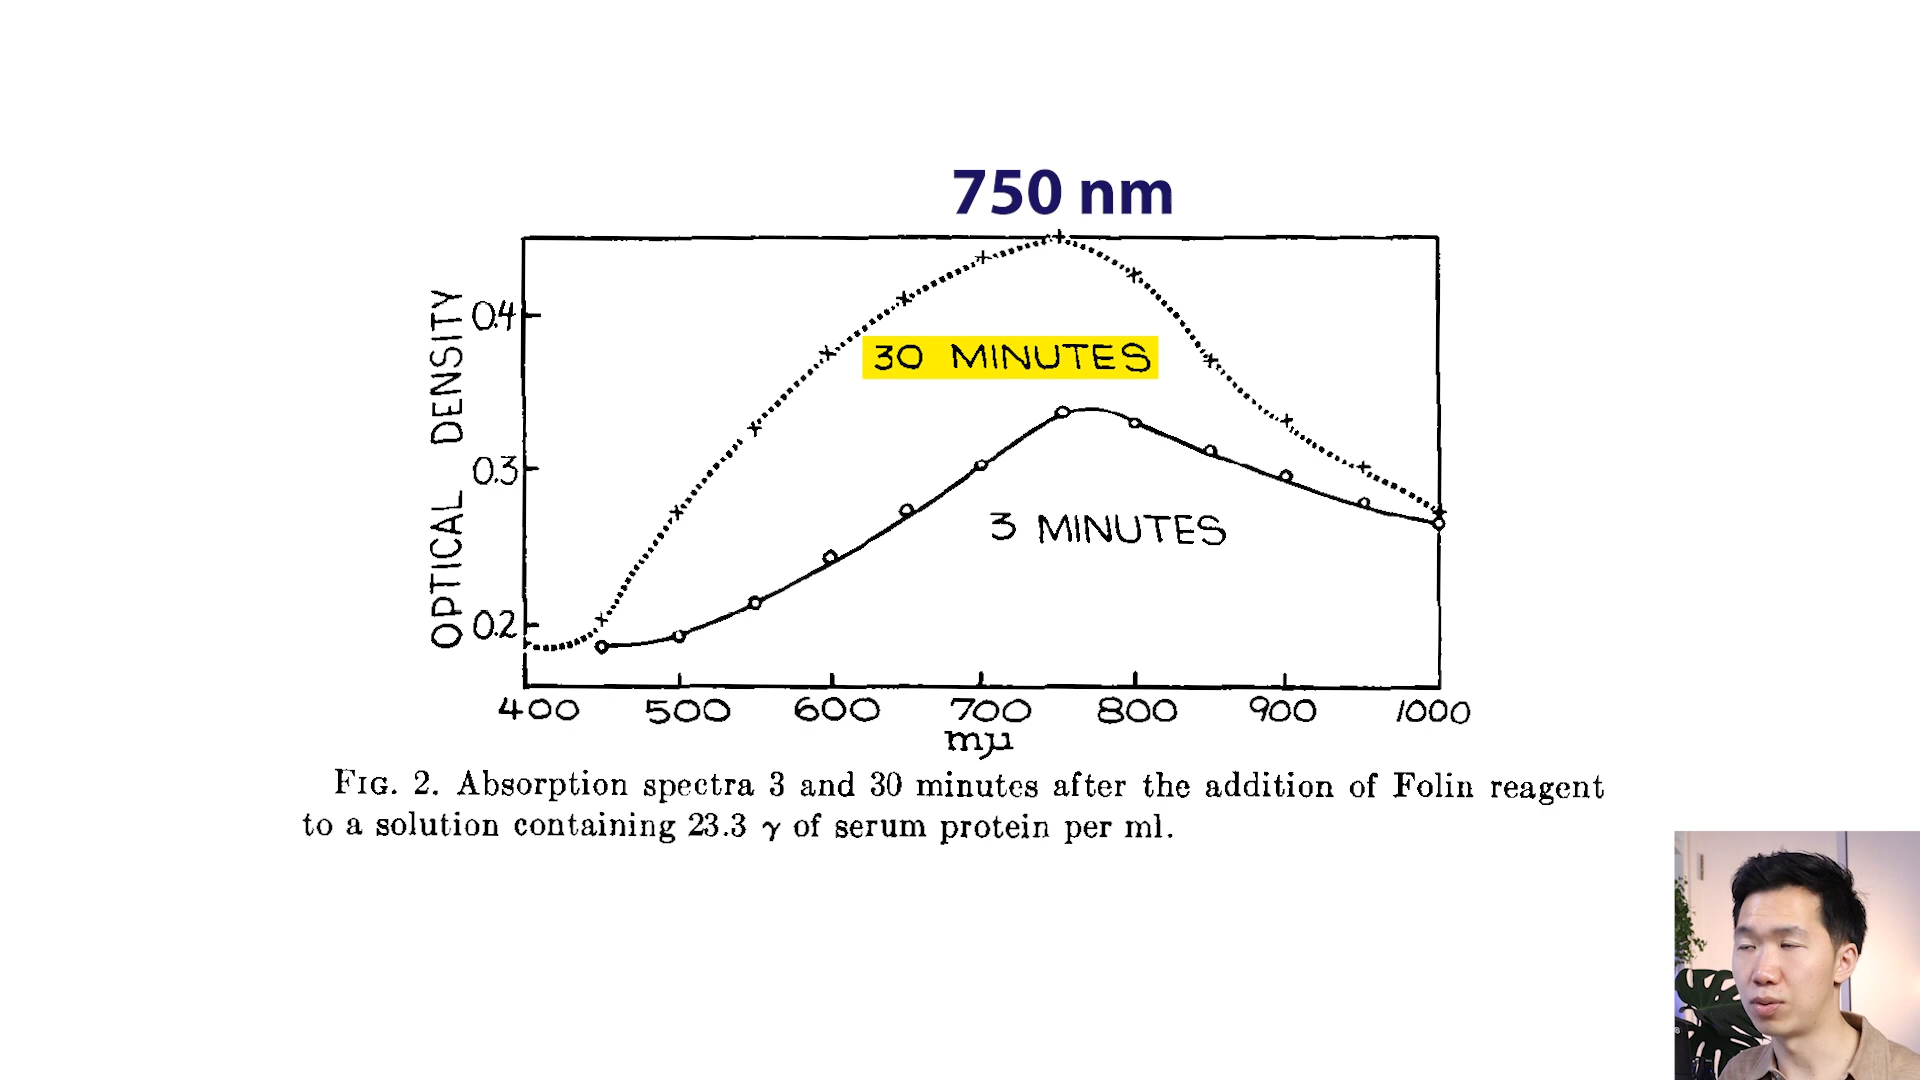 750 nm
OPTICAL DENSITY
0.4
0.3
0.2
30 MINUTES
3 MINUTES
400 500 600 700 800 900 1000
mμ
FIG. 2. Absorption spectra 3 and 30 minutes after the addition of Folin reagent
to a solution containing 23.3 γ of serum protein per ml.